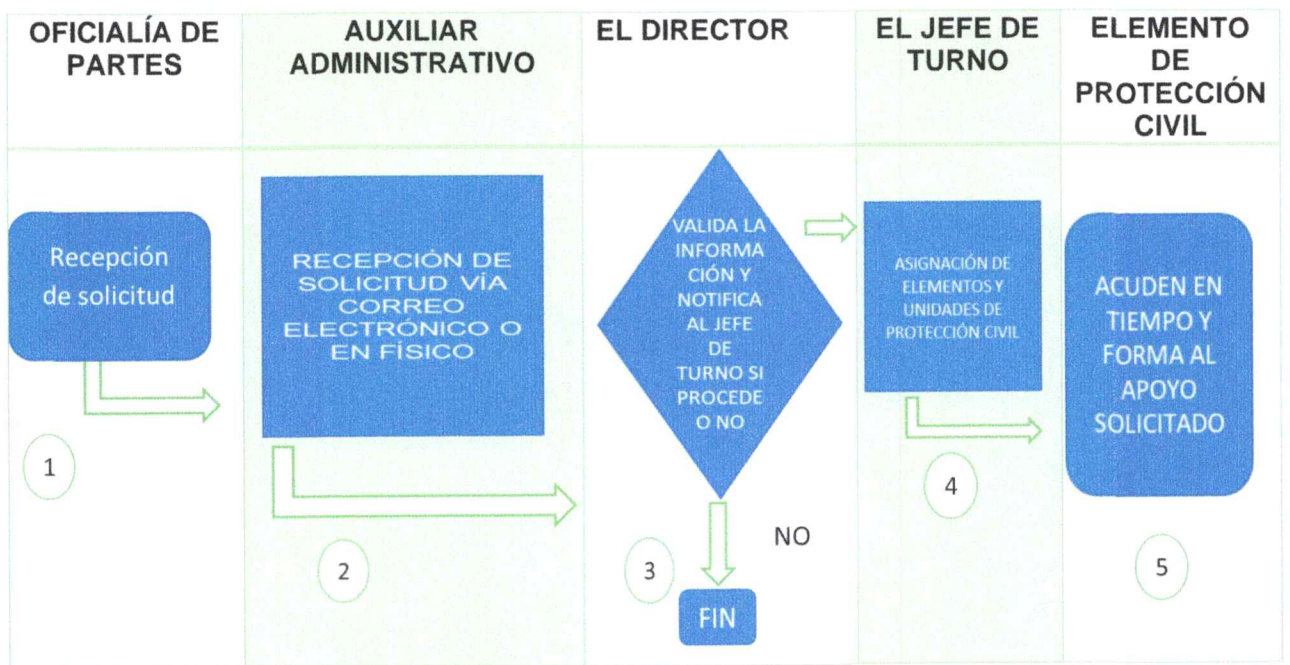 OFICIALÍA DE
PARTES
AUXILIAR
ADMINISTRATIVO
EL DIRECTOR
EL JEFE DE
TURNO
ELEMENTO
DE
PROTECCIÓN
CIVIL
Recepción
de solicitud
1
RECEPCIÓN DE
SOLICITUD VÍA
CORREO
ELECTRÓNICO O
EN FÍSICO
2
VALIDA LA
INFORMA
CIÓN Y
NOTIFICA
AL JEFE
DE
TURNO SI
PROCEDE
O NO
NO
3
FIN
ASIGNACIÓN DE
ELEMENTOS Y
UNIDADES DE
PROTECCIÓN CIVIL
4
ACUDEN EN
TIEMPO Y
FORMA AL
APOYO
SOLICITADO
5